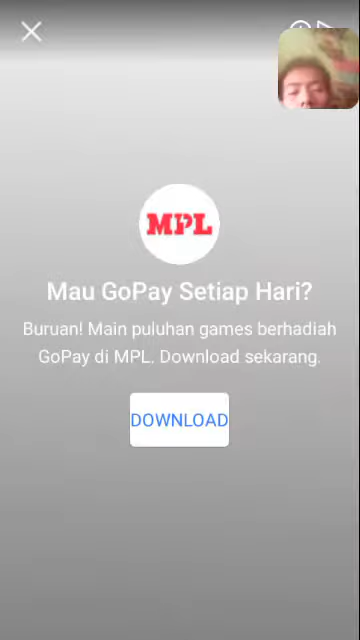 MPL
Mau GoPay Setiap Hari?
Buruan! Main puluhan games berhadiah
GoPay di MPL. Download sekarang.
DOWNLOAD